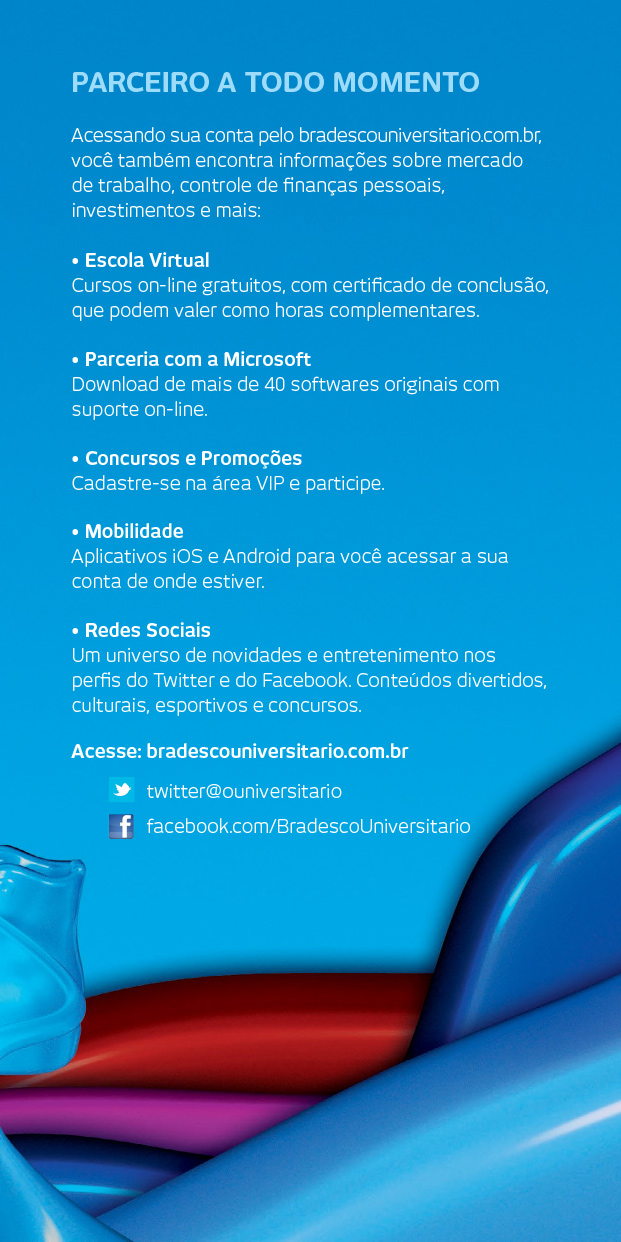 PARCEIRO A TODO MOMENTO
Acessando sua conta pelo bradescouniversitario.com.br,
você também encontra informações sobre mercado
de trabalho, controle de finanças pessoais,
investimentos e mais:
• Escola Virtual
Cursos on-line gratuitos, com certificado de conclusão,
que podem valer como horas complementares.
• Parceria com a Microsoft
Download de mais de 40 softwares originais com
suporte on-line.
• Concursos e Promoções
Cadastre-se na área VIP e participe.
• Mobilidade
Aplicativos iOS e Android para você acessar a sua
conta de onde estiver.
• Redes Sociais
Um universo de novidades e entretenimento nos
perfis do Twitter e do Facebook. Conteúdos divertidos,
culturais, esportivos e concursos.
Acesse: bradescouniversitario.com.br
twitter@ouniversitario
facebook.com/BradescoUniversitario